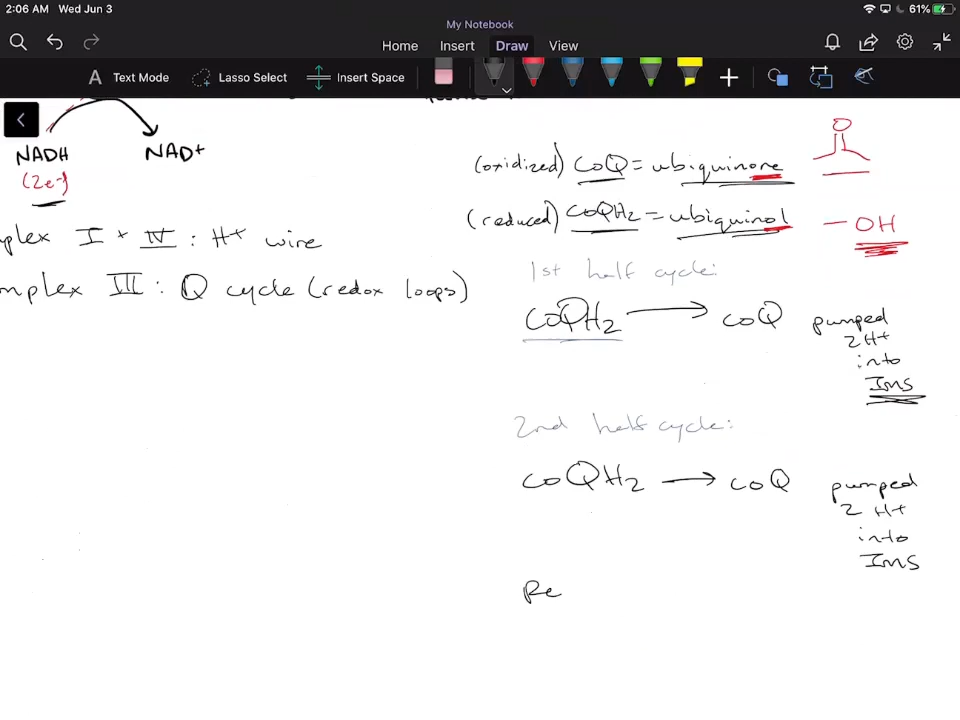 2:06 AM Wed Jun 3
61%
My Notebook
Home Insert Draw View
A Text Mode Lasso Select Insert Space
NADH
NAD+
(2e-)
(oxidized) CoQ = ubiquinone
O
(reduced) CoQH2 = ubiquinol
- OH
mplex I + IV : H+ wire
1st half cycle:
mplex III : Q cycle (redox loops)
CoQH2 → CoQ
pumped
2 H+
into
IMS
2nd half cycle:
CoQH2 → CoQ
pumped
2 H+
into
IMS
Re